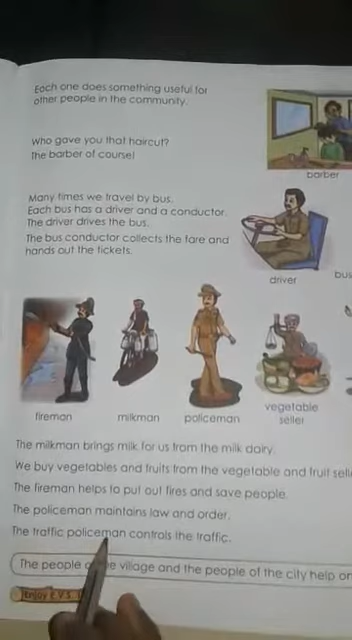 Each one does something useful for
other people in the community.
Who gave you that haircut?
The barber of course!
barber
Many times we travel by bus.
Each bus has a driver and a conductor.
The driver drives the bus.
The bus conductor collects the fare and
hands out the tickets.
driver
bus
fireman
milkman
policeman
vegetable
seller
The milkman brings milk for us from the milk dairy.
We buy vegetables and fruits from the vegetable and fruit
The fireman helps to put out fires and save people.
The policeman maintains law and order.
The traffic policeman controls the traffic.
The people village and the people of the city help
Enjoy E.V.S.